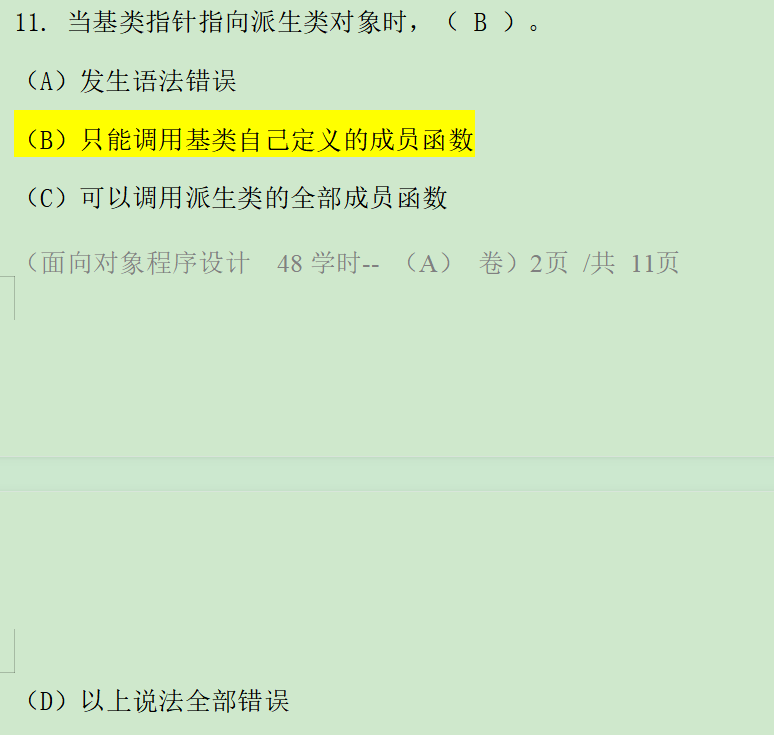 11. 当基类指针指向派生类对象时，（ B ）。
（A）发生语法错误
（B）只能调用基类自己定义的成员函数
（C）可以调用派生类的全部成员函数
（面向对象程序设计 48 学时-- （A） 卷）2页 /共 11页
（D）以上说法全部错误